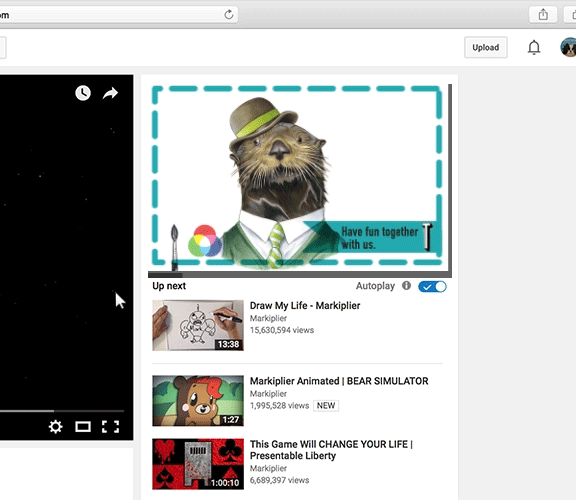 om
Upload
Have fun together
with us.
T
Up next
Autoplay
Draw My Life - Markiplier
Markiplier
15,630,594 views
13:38
Markiplier Animated | BEAR SIMULATOR
Markiplier
1,995,528 views NEW
1:27
This Game Will CHANGE YOUR LIFE |
Presentable Liberty
Markiplier
6,689,397 views
1:00:10